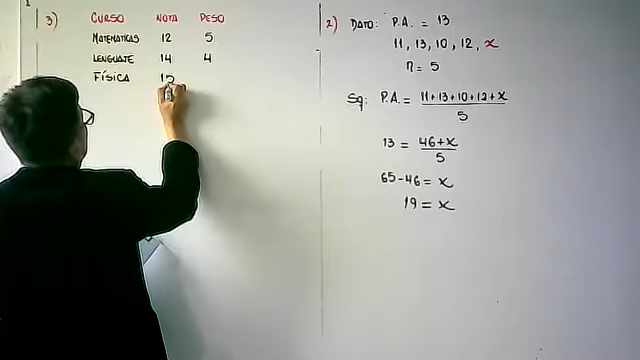 3) CURSO NOTA PESO
MATEMATICAS 12 5
LENGUAJE 14 4
FÍSICA
2) DATO: P.A. = 13
11, 13, 10, 12, x
n = 5
Sq: P.A. = 11+13+10+12+x
5
13 = 46+x
5
65-46 = x
19 = x